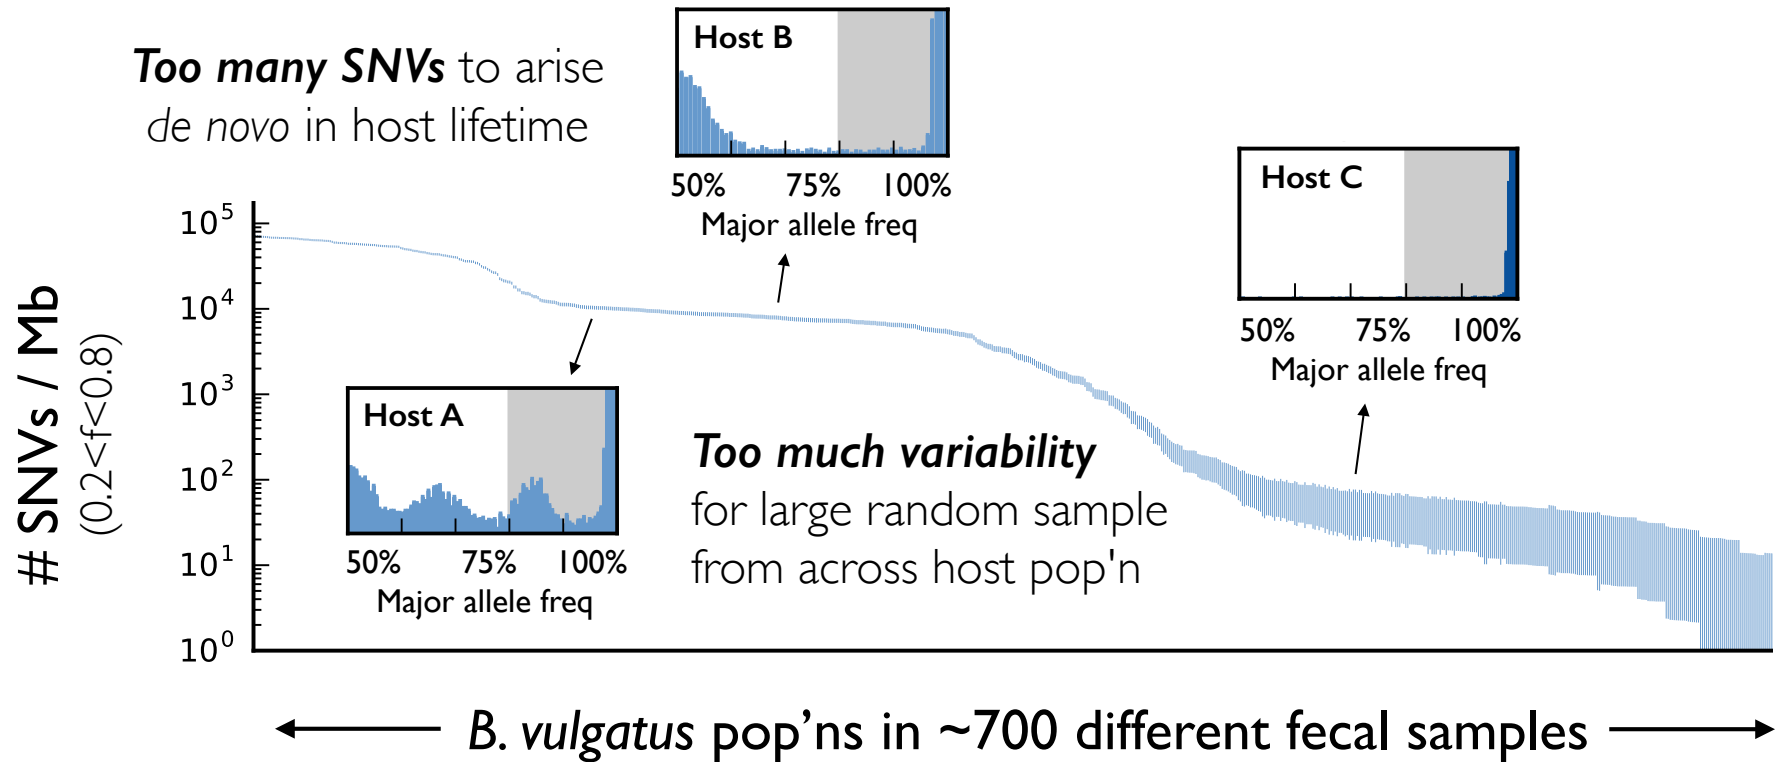 Too many SNVs to arise
de novo in host lifetime
Host B
50% 75% 100%
Major allele freq
Host C
50% 75% 100%
Major allele freq
# SNVs / Mb
(0.2<f<0.8)
10^5
10^4
10^3
10^2
10^1
10^0
Host A
50% 75% 100%
Major allele freq
Too much variability
for large random sample
from across host pop'n
B. vulgatus pop’ns in ~700 different fecal samples